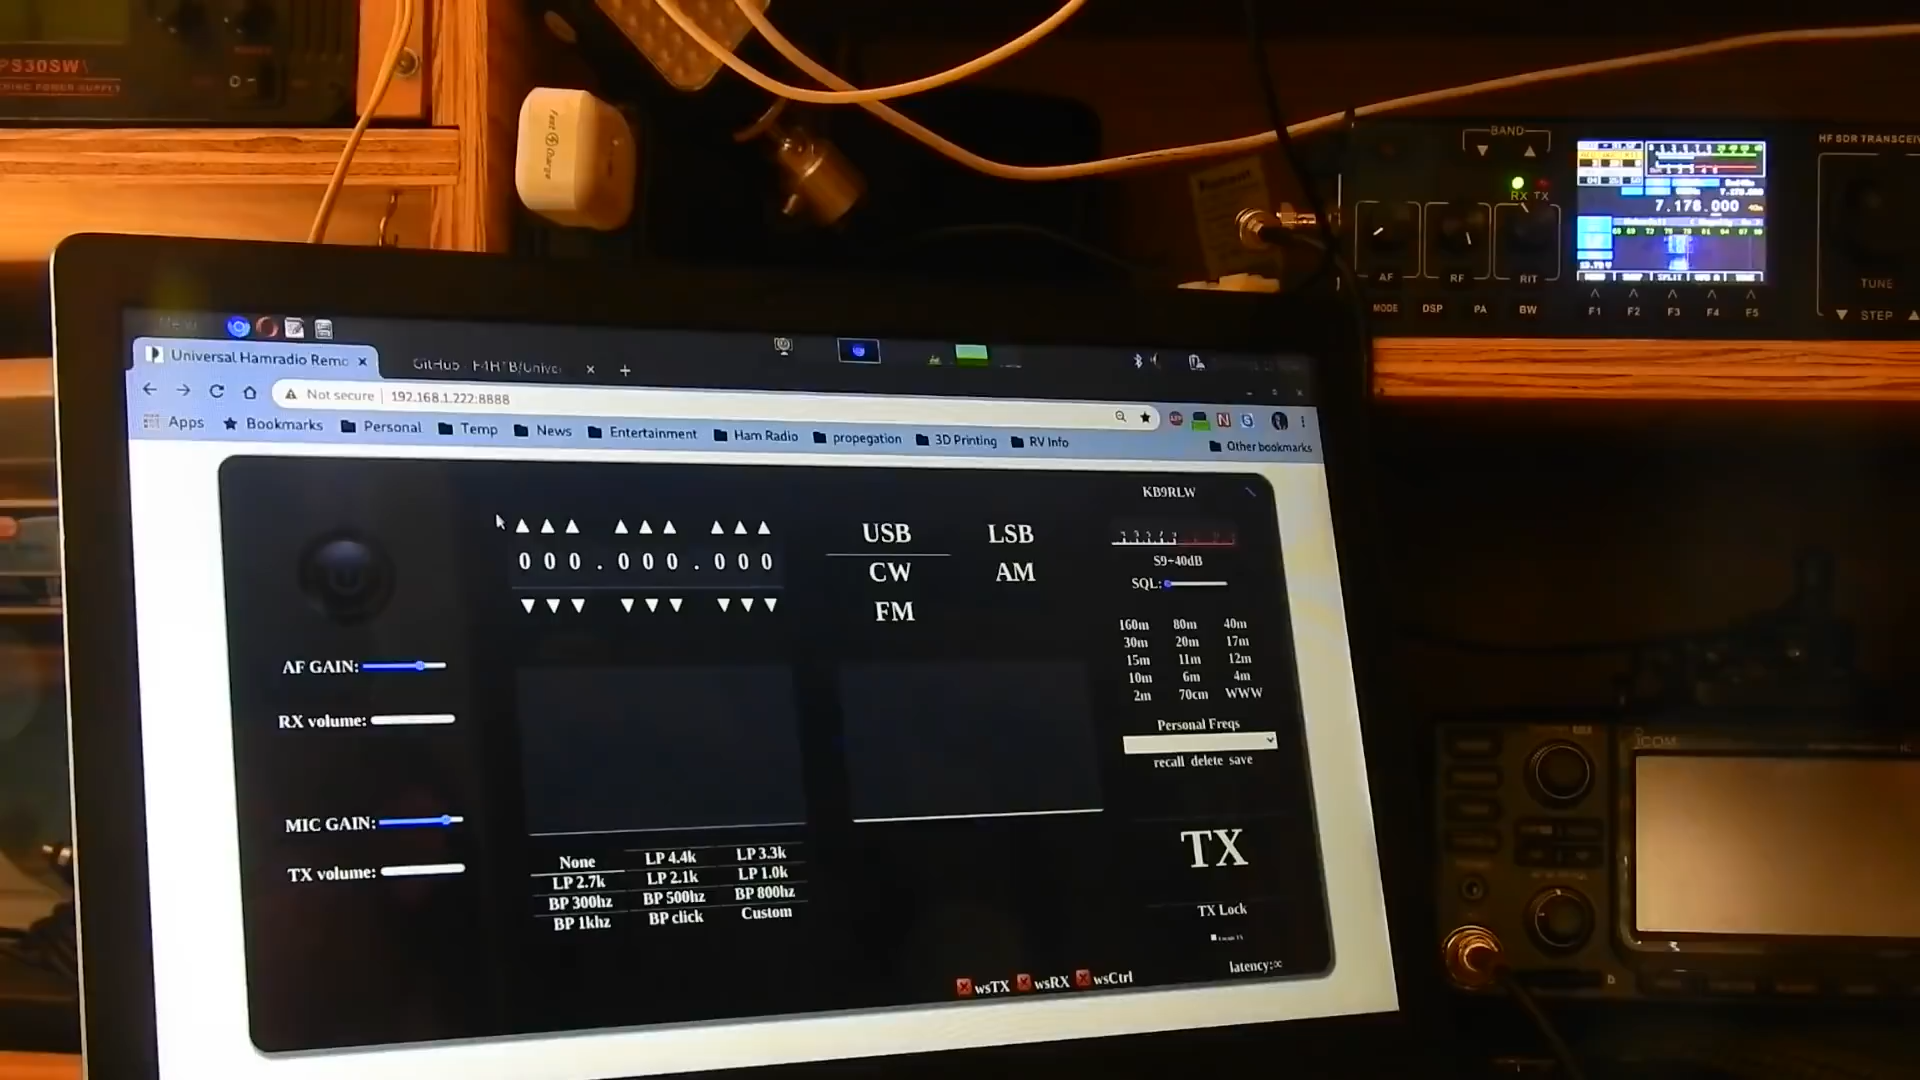 PS30SW
Fast Charge
BAND
HF SDR TRANSCEIV
RX TX
7.178.000
AF
RF
RIT
TUNE
MODE
DSP
PA
BW
F1
F2
F3
F4
F5
STEP
ICOM
Universal Hamradio Remo
GitHub - F4HTB/Unive
Not secure
192.168.1.222:8888
Apps
Bookmarks
Personal
Temp
News
Entertainment
Ham Radio
propegation
3D Printing
RV Info
Other bookmarks
KB9RLW
000.000.000
USB
LSB
CW
AM
FM
S9+40dB
SQL:
160m 80m 40m
30m 20m 17m
15m 11m 12m
10m 6m 4m
2m 70cm WWW
Personal Freqs
recall delete save
AF GAIN:
RX volume:
MIC GAIN:
TX volume:
None LP 4.4k LP 3.3k
LP 2.7k LP 2.1k LP 1.0k
BP 300hz BP 500hz BP 800hz
BP 1khz BP click Custom
TX
TX Lock
latency:∞
wsTX wsRX wsCtrl